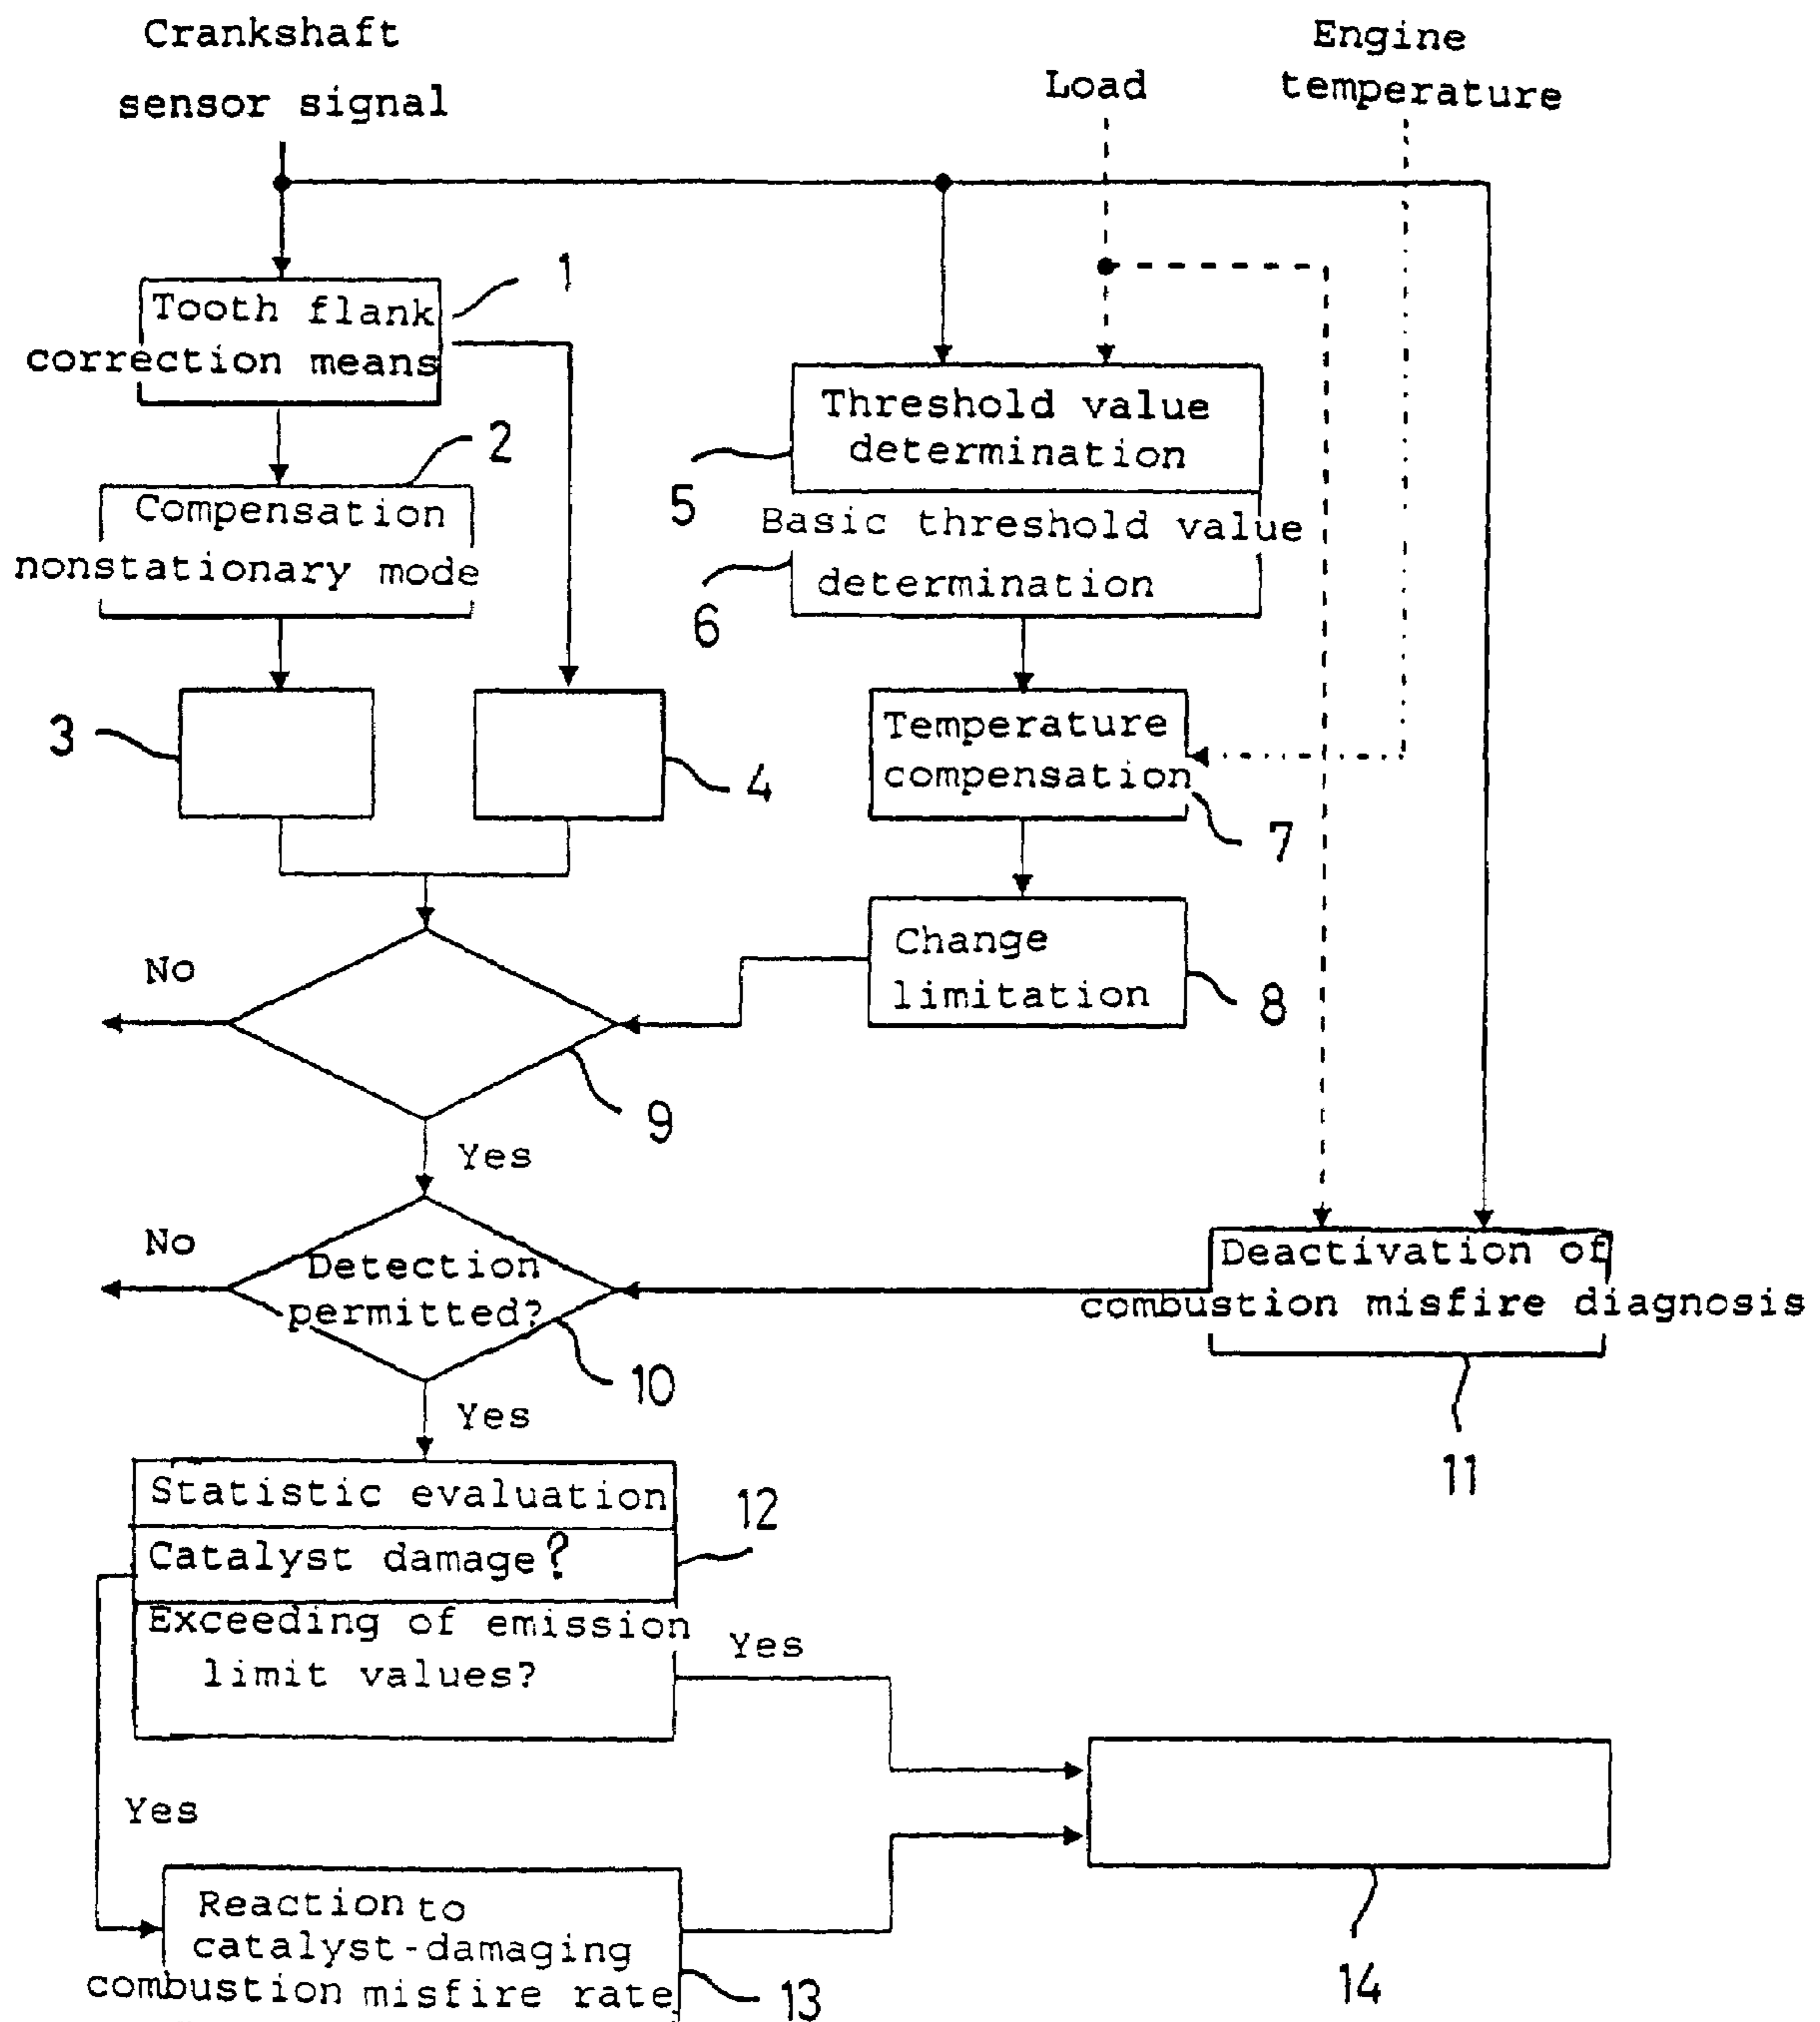 Crankshaft
sensor signal
Load
Engine
temperature
1
Tooth flank
correction means
2
Compensation
nonstationary mode
3
4
Threshold value
determination
5
Basic threshold value
determination
6
Temperature
compensation
7
Change
limitation
8
No
9
Yes
No
Detection
permitted?
10
Deactivation of
combustion misfire diagnosis
11
Yes
Statistic evaluation
12
Catalyst damage?
Exceeding of emission
limit values?
Yes
Yes
Reaction to
catalyst-damaging
combustion misfire rate
13
14